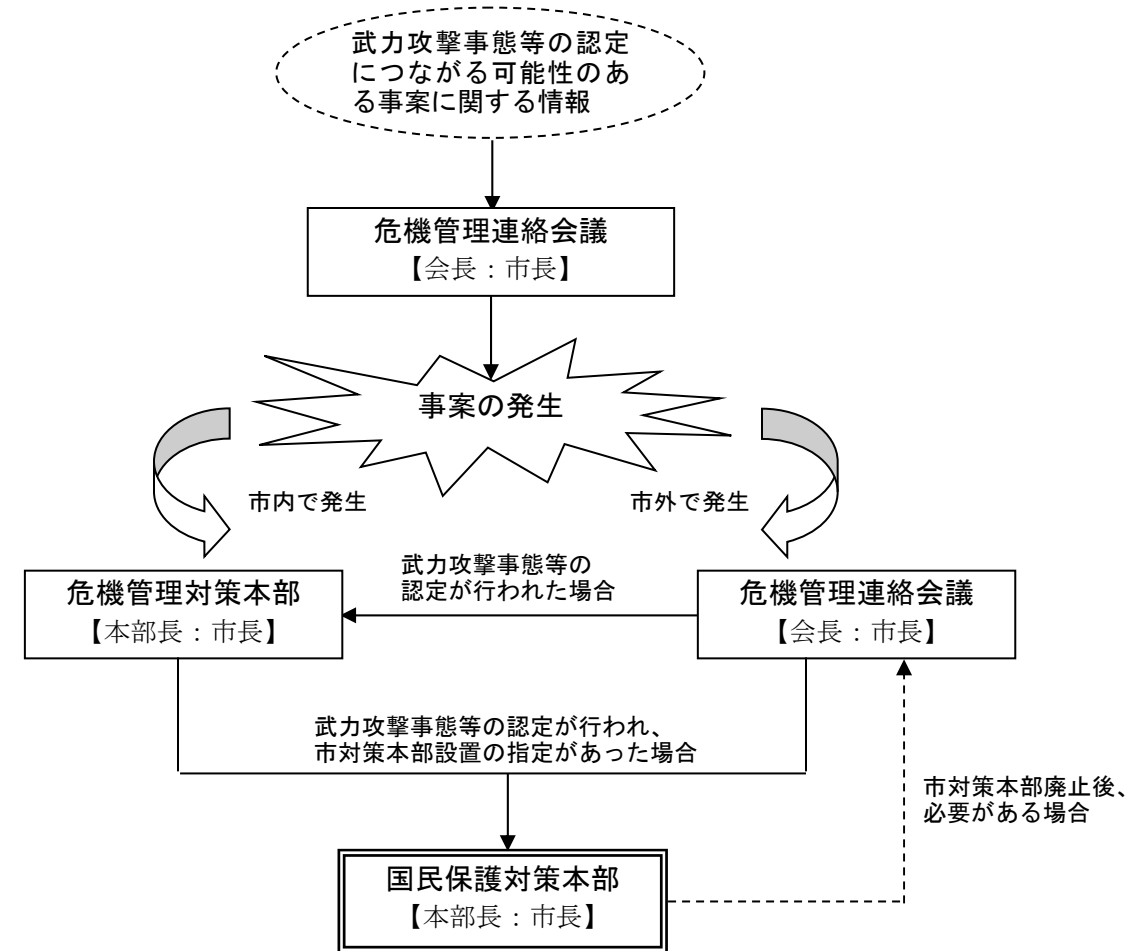 武力攻撃事態等の認定
につながる可能性のあ
る事案に関する情報
危機管理連絡会議
【会長：市長】
事案の発生
市内で発生
市外で発生
武力攻撃事態等の
認定が行われた場合
危機管理対策本部
【本部長：市長】
危機管理連絡会議
【会長：市長】
武力攻撃事態等の認定が行われ、
市対策本部設置の指定があった場合
市対策本部廃止後、
必要がある場合
国民保護対策本部
【本部長：市長】